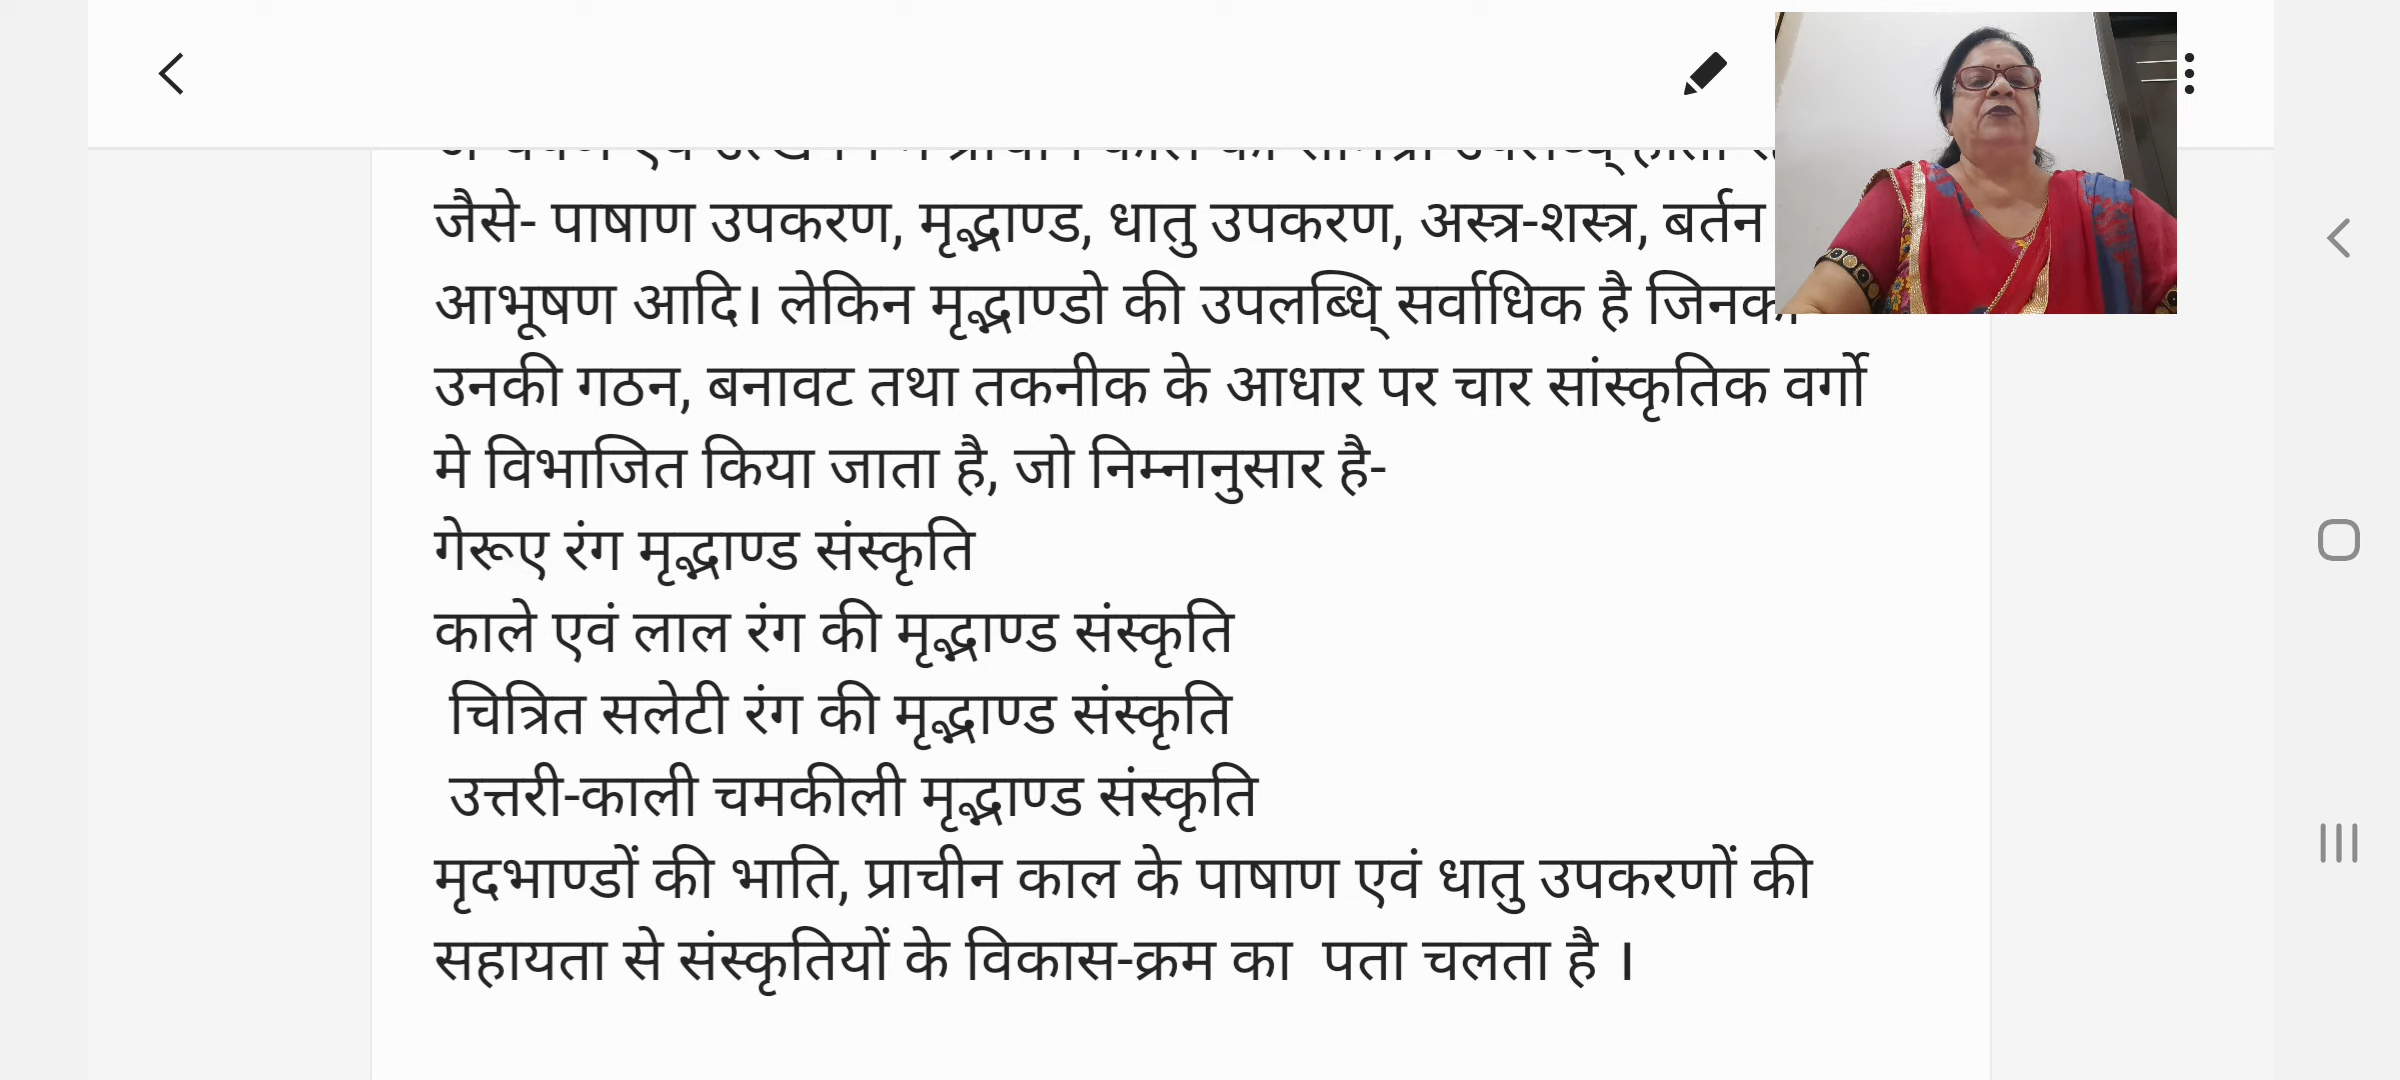 जैसे- पाषाण उपकरण, मृद्भाण्ड, धातु उपकरण, अस्त्र-शस्त्र, बर्तन
आभूषण आदि। लेकिन मृद्भाण्डो की उपलब्धि् सर्वाधिक है
उनकी गठन, बनावट तथा तकनीक के आधार पर चार सांस्कृतिक वर्गो
मे विभाजित किया जाता है, जो निम्नानुसार है-
गेरूए रंग मृद्भाण्ड संस्कृति
काले एवं लाल रंग की मृद्भाण्ड संस्कृति
चित्रित सलेटी रंग की मृद्भाण्ड संस्कृति
उत्तरी-काली चमकीली मृद्भाण्ड संस्कृति
मृदभाण्डों की भाति, प्राचीन काल के पाषाण एवं धातु उपकरणों की
सहायता से संस्कृतियों के विकास-क्रम का पता चलता है ।